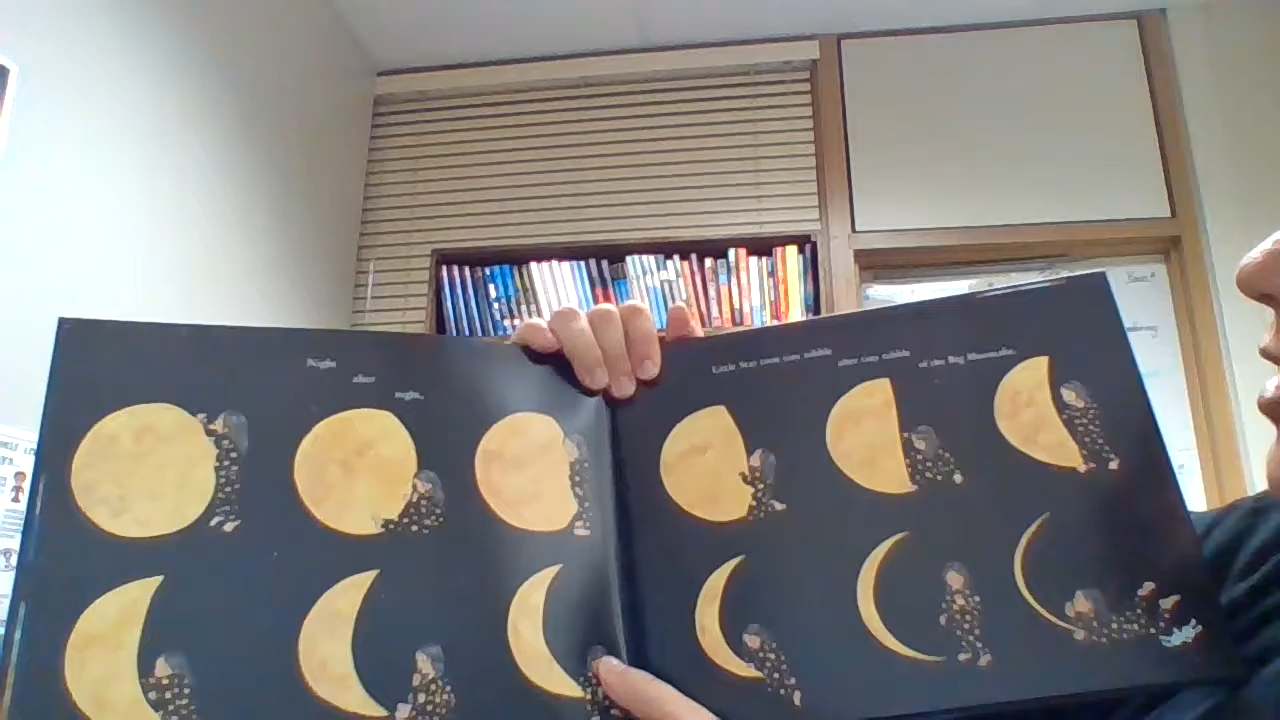 Night
after
night,
Little Star took tiny nibble after tiny nibble of the Big Mooncake.